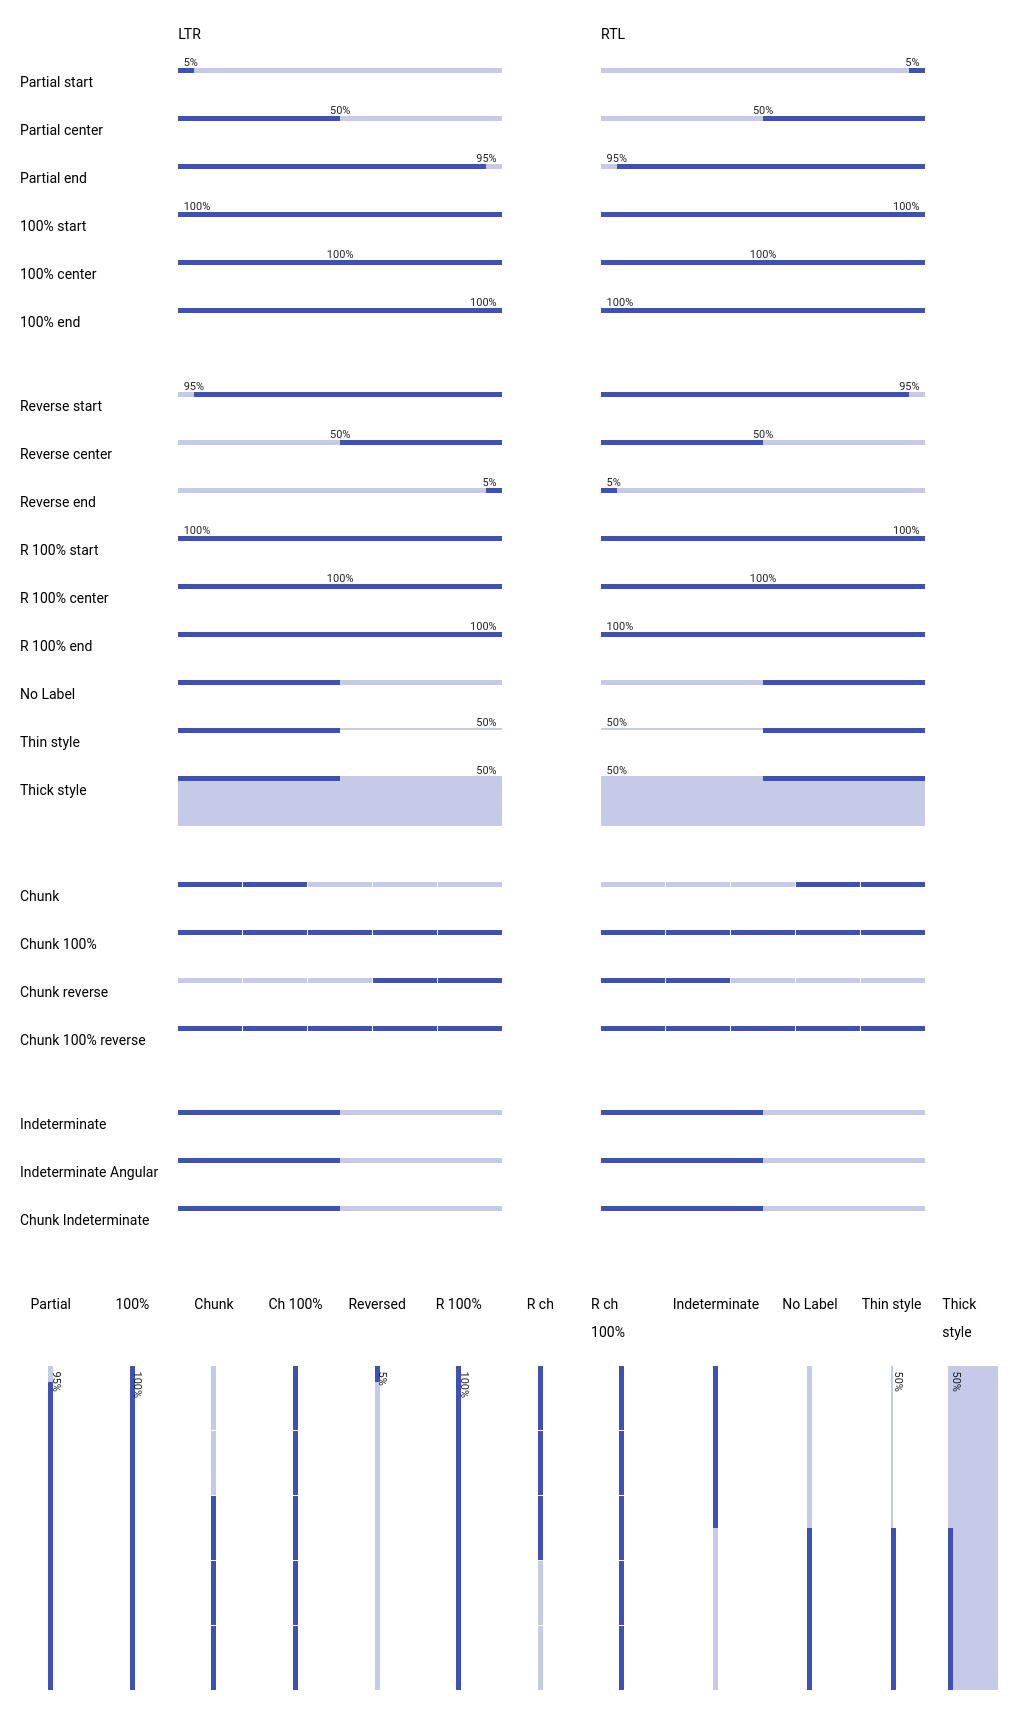 LTR RTL
5% 5%
Partial start
50% 50%
Partial center
95% 95%
Partial end
100% 100%
100% start
100% 100%
100% center
100% 100%
100% end
95% 95%
Reverse start
50% 50%
Reverse center
5% 5%
Reverse end
100% 100%
R 100% start
100% 100%
R 100% center
100% 100%
R 100% end
No Label
50% 50%
Thin style
50% 50%
Thick style
Chunk
Chunk 100%
Chunk reverse
Chunk 100% reverse
Indeterminate
Indeterminate Angular
Chunk Indeterminate
Partial 100% Chunk Ch 100% Reversed R 100% R ch R ch Indeterminate No Label Thin style Thick
100% style
95% 100% 5% 100% 50% 50%